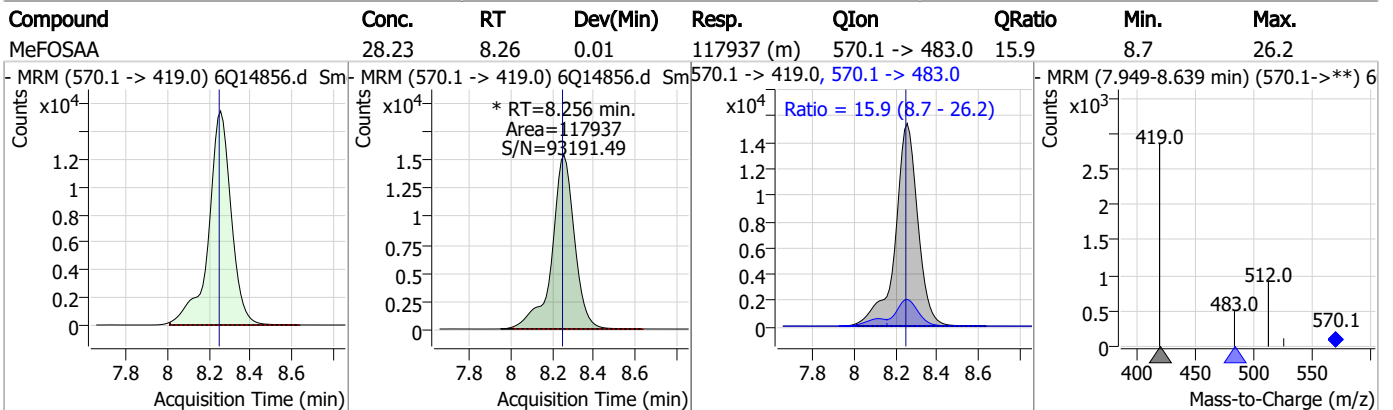 Compound Conc. RT Dev(Min) Resp. QIon QRatio Min. Max.
MeFOSAA 28.23 8.26 0.01 117937 (m) 570.1 -> 483.0 15.9 8.7 26.2
- MRM (570.1 -> 419.0) 6Q14856.d Sm
Counts
x10⁴
1.2
1
0.8
0.6
0.4
0.2
0
7.8 8 8.2 8.4 8.6
Acquisition Time (min)
- MRM (570.1 -> 419.0) 6Q14856.d Sm
Counts
x10⁴
* RT=8.256 min.
Area=117937
S/N=93191.49
1.5
1.25
1
0.75
0.5
0.25
0
7.8 8 8.2 8.4 8.6
Acquisition Time (min)
570.1 -> 419.0, 570.1 -> 483.0
Counts
x10⁴
Ratio = 15.9 (8.7 - 26.2)
1.4
1.2
1
0.8
0.6
0.4
0.2
0
7.8 8 8.2 8.4 8.6
Acquisition Time (min)
- MRM (7.949-8.639 min) (570.1->**) 6
Counts
x10³
419.0
2.5
2
1.5
1
512.0
483.0
0.5
570.1
0
400 450 500 550
Mass-to-Charge (m/z)